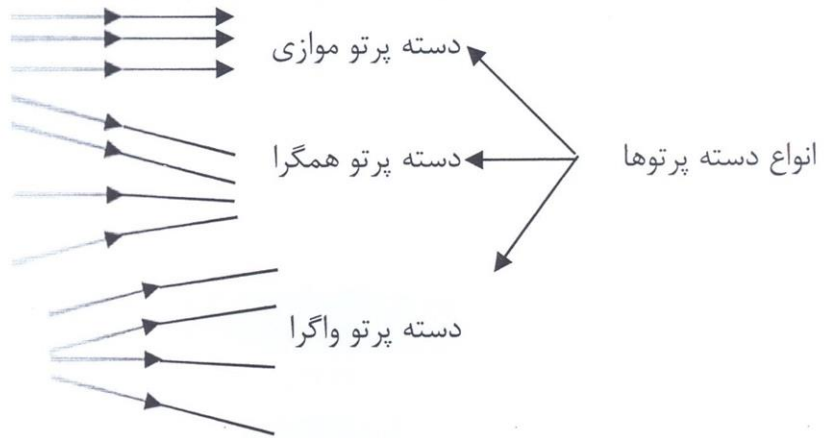 دسته پرتو موازی
انواع دسته پرتوها
دسته پرتو همگرا
دسته پرتو واگرا